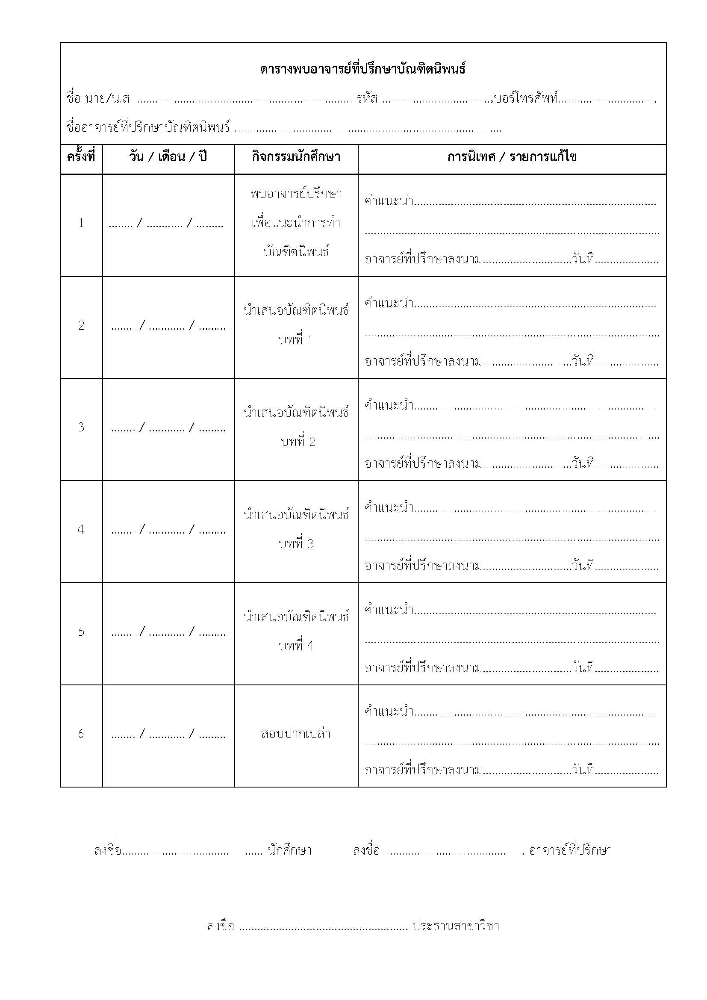 ตารางพบอาจารย์ที่ปรึกษาบัณฑิตนิพนธ์
ชื่อ นาย/น.ส. ...................................................................... รหัส ...................................เบอร์โทรศัพท์................................
ชื่ออาจารย์ที่ปรึกษาบัณฑิตนิพนธ์ .......................................................................................
ครั้งที่ วัน / เดือน / ปี กิจกรรมนักศึกษา การนิเทศ / รายการแก้ไข
1 ........ / ............ / .........
พบอาจารย์ปรึกษา
เพื่อแนะนำการทำ
บัณฑิตนิพนธ์
คำแนะนำ...............................................................................
................................................................................................
อาจารย์ที่ปรึกษาลงนาม.............................วันที่.....................
2 ........ / ............ / .........
นำเสนอบัณฑิตนิพนธ์
บทที่ 1
คำแนะนำ...............................................................................
................................................................................................
อาจารย์ที่ปรึกษาลงนาม.............................วันที่.....................
3 ........ / ............ / .........
นำเสนอบัณฑิตนิพนธ์
บทที่ 2
คำแนะนำ...............................................................................
................................................................................................
อาจารย์ที่ปรึกษาลงนาม.............................วันที่.....................
4 ........ / ............ / .........
นำเสนอบัณฑิตนิพนธ์
บทที่ 3
คำแนะนำ...............................................................................
................................................................................................
อาจารย์ที่ปรึกษาลงนาม.............................วันที่.....................
5 ........ / ............ / .........
นำเสนอบัณฑิตนิพนธ์
บทที่ 4
คำแนะนำ...............................................................................
................................................................................................
อาจารย์ที่ปรึกษาลงนาม.............................วันที่.....................
6 ........ / ............ / .........
สอบปากเปล่า
คำแนะนำ...............................................................................
................................................................................................
อาจารย์ที่ปรึกษาลงนาม.............................วันที่.....................
ลงชื่อ.............................................. นักศึกษา ลงชื่อ............................................... อาจารย์ที่ปรึกษา
ลงชื่อ ....................................................... ประธานสาขาวิชา